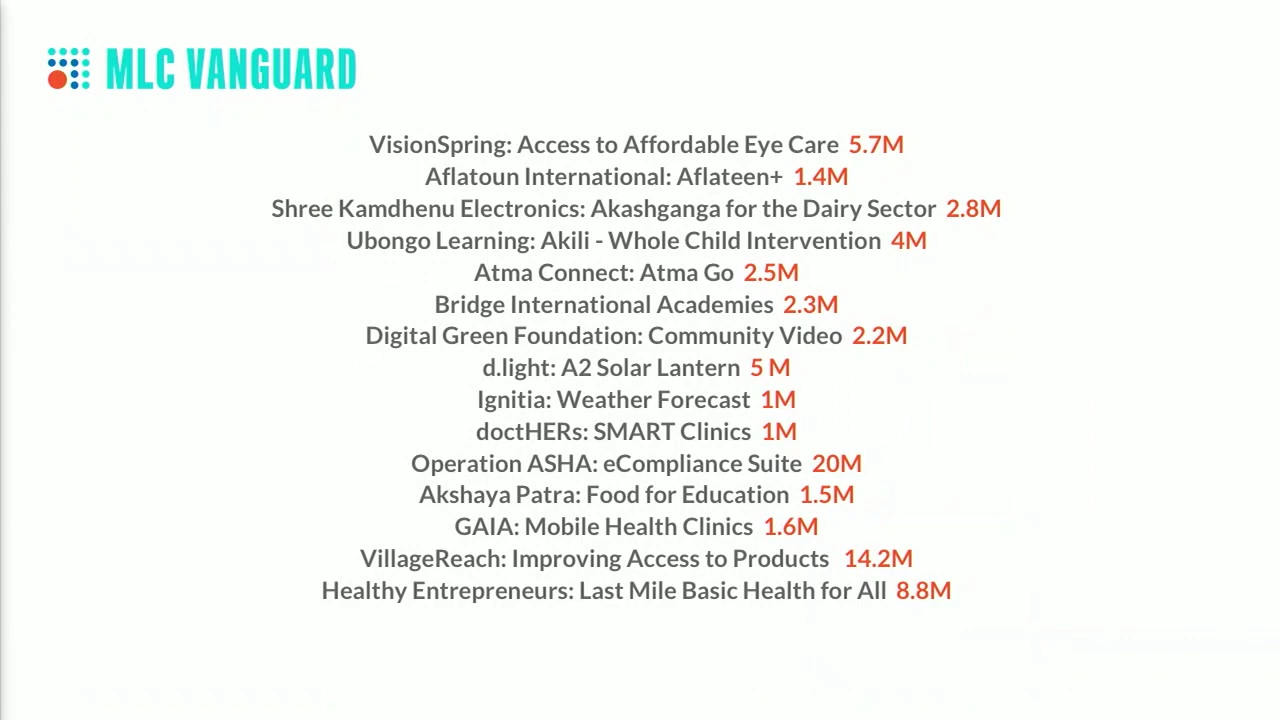 MLC VANGUARD
VisionSpring: Access to Affordable Eye Care 5.7M
Aflatoun International: Aflateen+ 1.4M
Shree Kamdhenu Electronics: Akashganga for the Dairy Sector 2.8M
Ubongo Learning: Akili - Whole Child Intervention 4M
Atma Connect: Atma Go 2.5M
Bridge International Academies 2.3M
Digital Green Foundation: Community Video 2.2M
d.light: A2 Solar Lantern 5 M
Ignitia: Weather Forecast 1M
doctHERs: SMART Clinics 1M
Operation ASHA: eCompliance Suite 20M
Akshaya Patra: Food for Education 1.5M
GAIA: Mobile Health Clinics 1.6M
VillageReach: Improving Access to Products 14.2M
Healthy Entrepreneurs: Last Mile Basic Health for All 8.8M